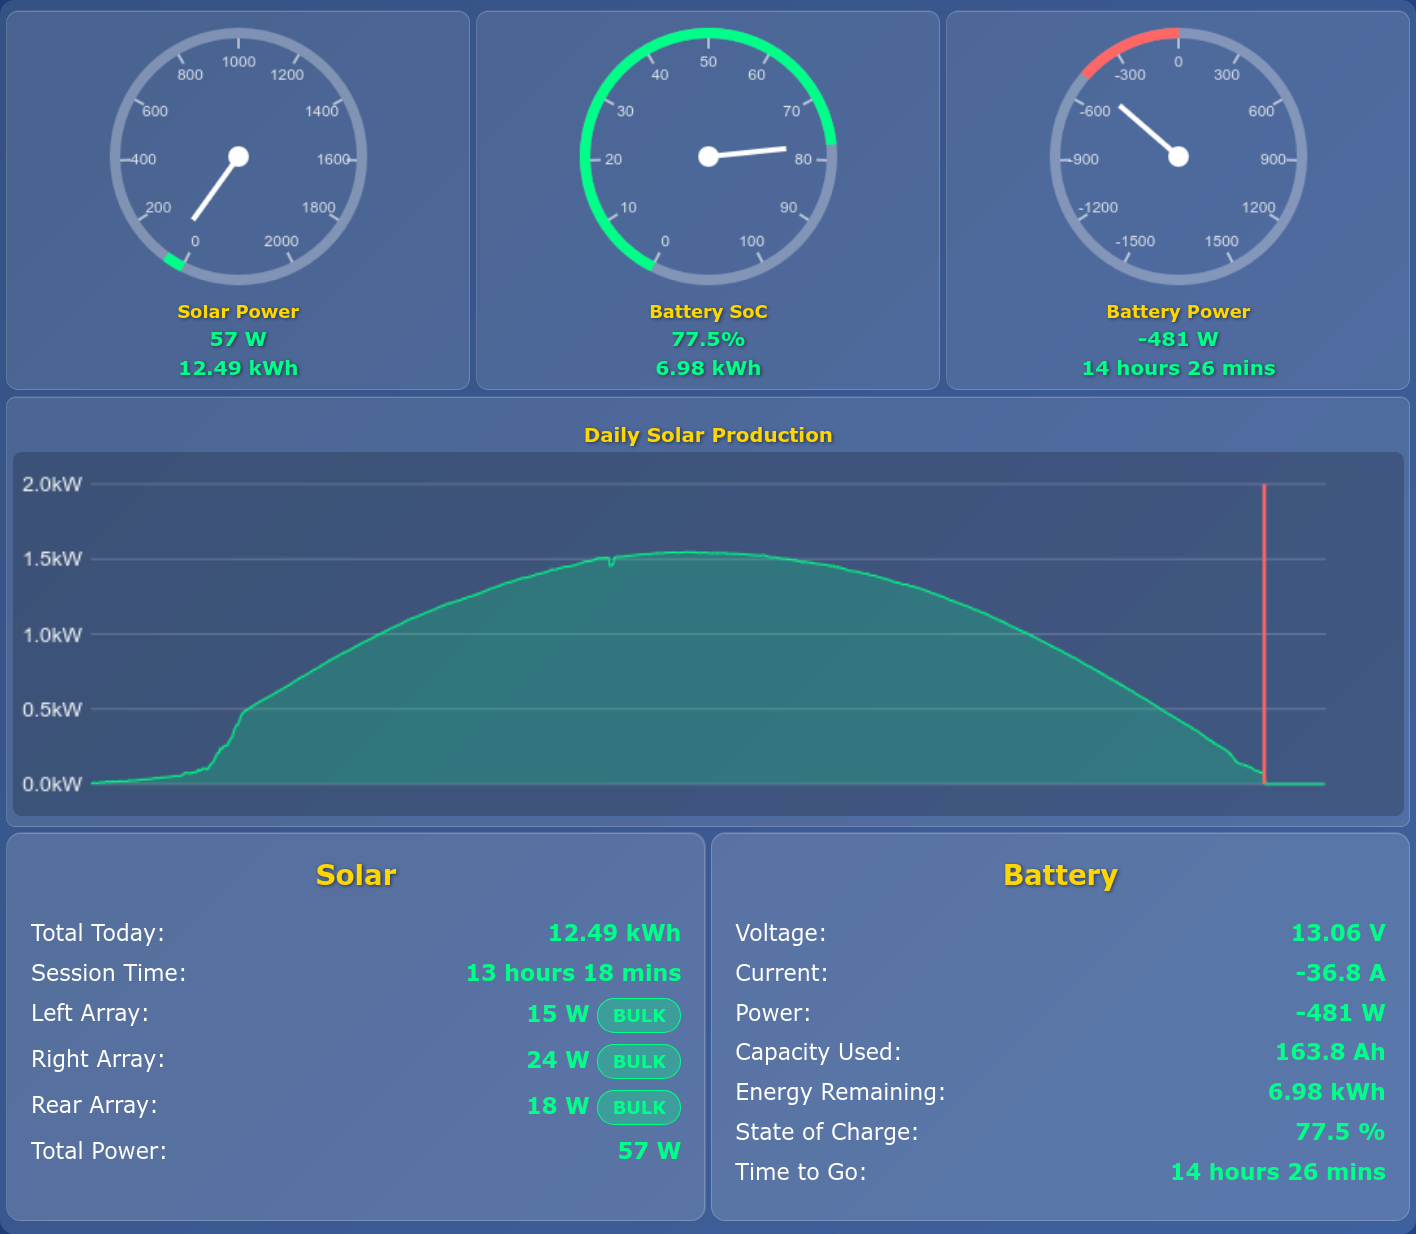 1000
800
1200
600
1400
400
1600
200
1800
0
2000
Solar Power
57 W
12.49 kWh
50
40
60
30
70
20
80
10
90
0
100
Battery SoC
77.5%
6.98 kWh
0
-300
300
-600
600
-900
900
-1200
1200
-1500
1500
Battery Power
-481 W
14 hours 26 mins
Daily Solar Production
2.0kW
1.5kW
1.0kW
0.5kW
0.0kW
Solar
Total Today: 12.49 kWh
Session Time: 13 hours 18 mins
Left Array: 15 W BULK
Right Array: 24 W BULK
Rear Array: 18 W BULK
Total Power: 57 W
Battery
Voltage: 13.06 V
Current: -36.8 A
Power: -481 W
Capacity Used: 163.8 Ah
Energy Remaining: 6.98 kWh
State of Charge: 77.5 %
Time to Go: 14 hours 26 mins